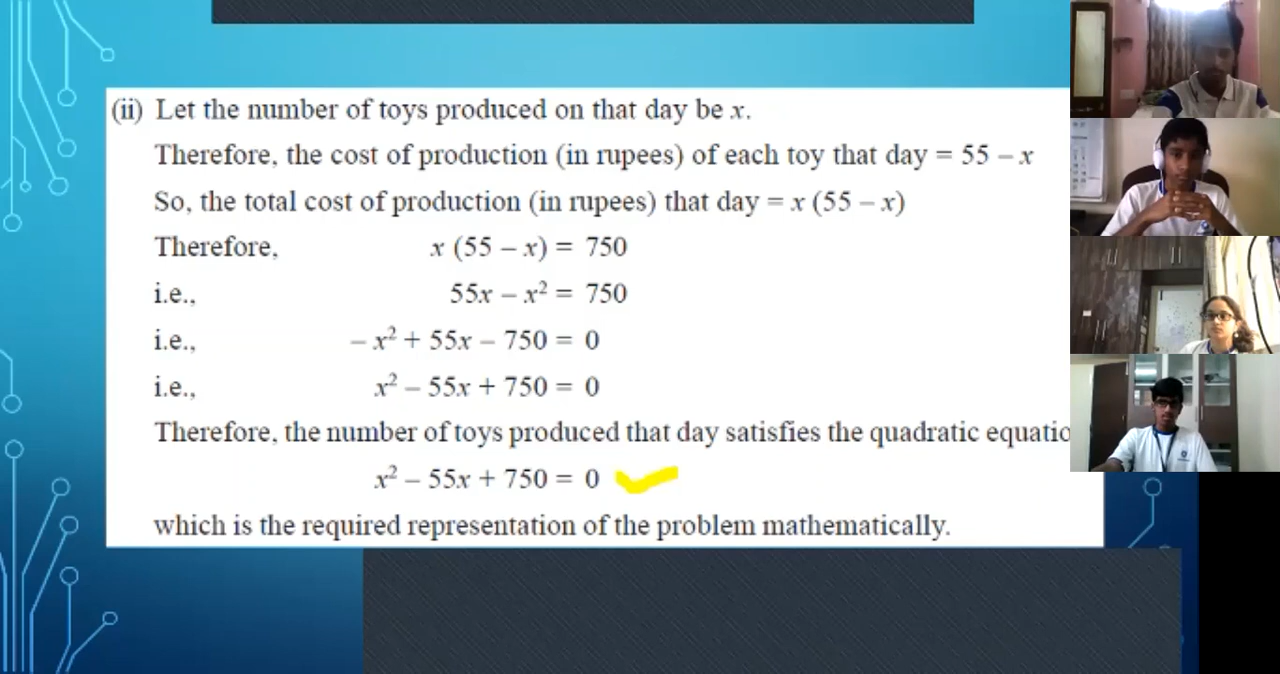 (ii) Let the number of toys produced on that day be x.
Therefore, the cost of production (in rupees) of each toy that day = 55 – x
So, the total cost of production (in rupees) that day = x (55 – x)
Therefore, x (55 – x) = 750
i.e., 55x – x² = 750
i.e., – x² + 55x – 750 = 0
i.e., x² – 55x + 750 = 0
Therefore, the number of toys produced that day satisfies the quadratic equatio
x² – 55x + 750 = 0
which is the required representation of the problem mathematically.